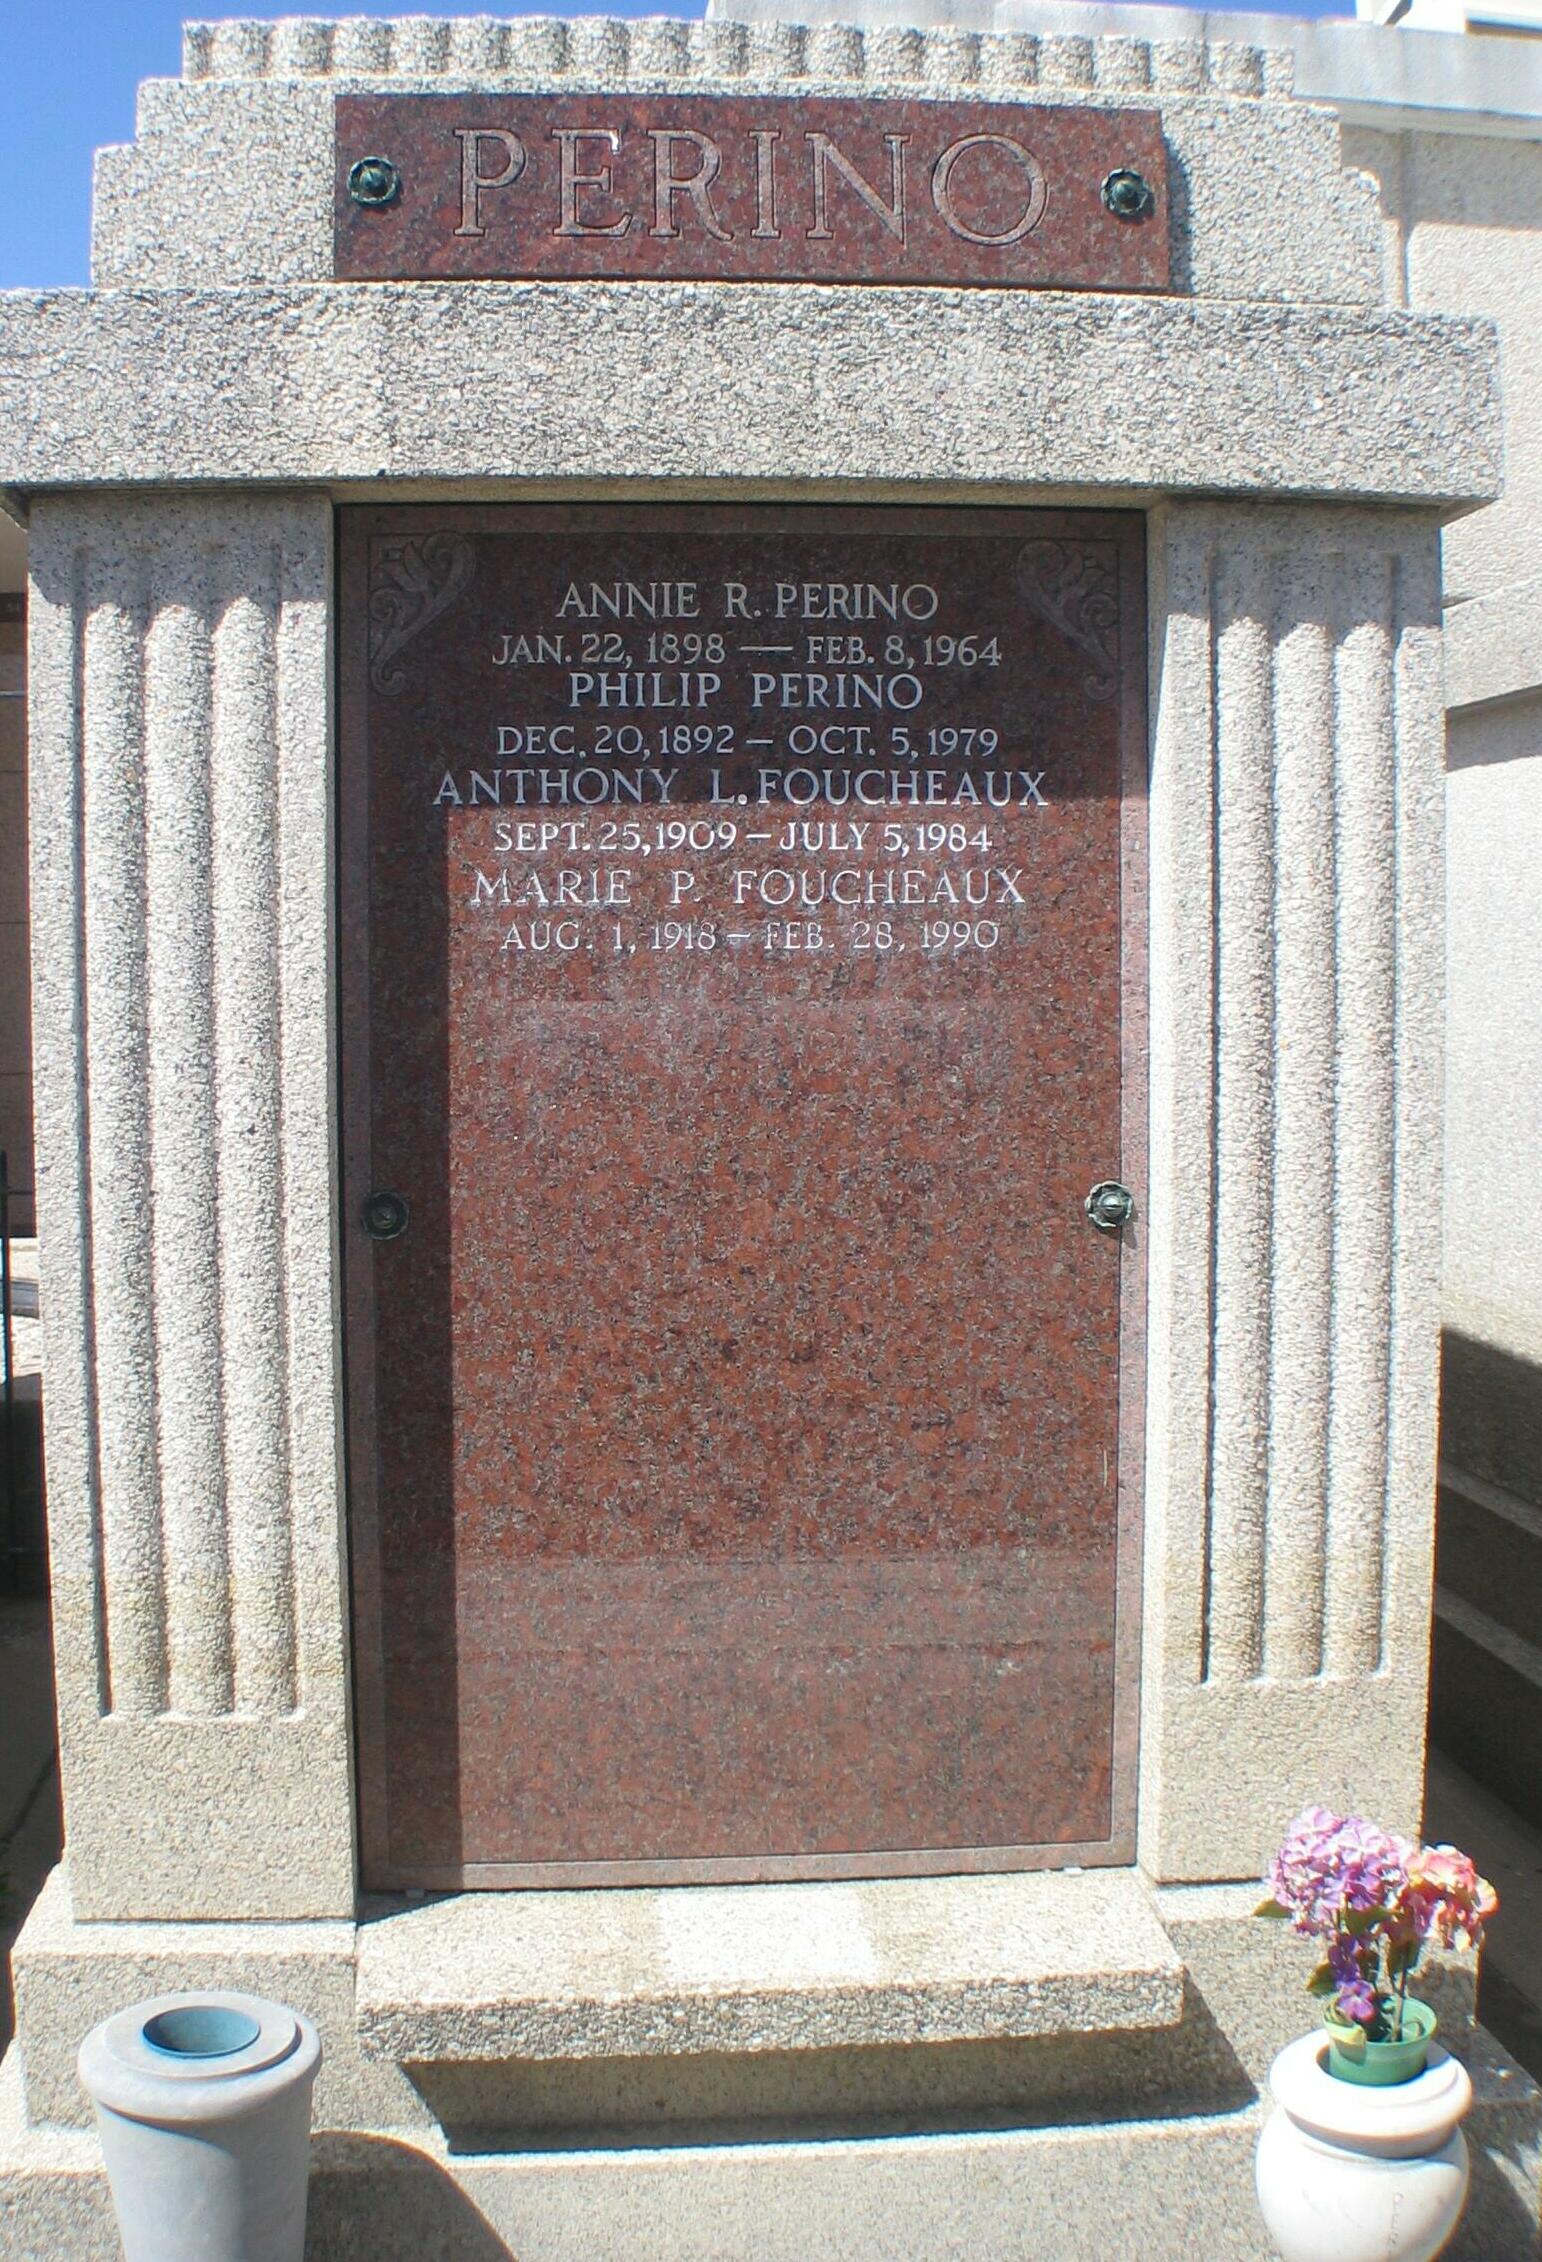 PERINO
ANNIE R. PERINO
JAN. 22, 1898 — FEB. 8, 1964
PHILIP PERINO
DEC. 20, 1892 — OCT. 5, 1979
ANTHONY L. FOUCHEAUX
SEPT. 25, 1909 — JULY 5, 1984
MARIE P. FOUCHEAUX
AUG. 1, 1918 — FEB. 28, 1990